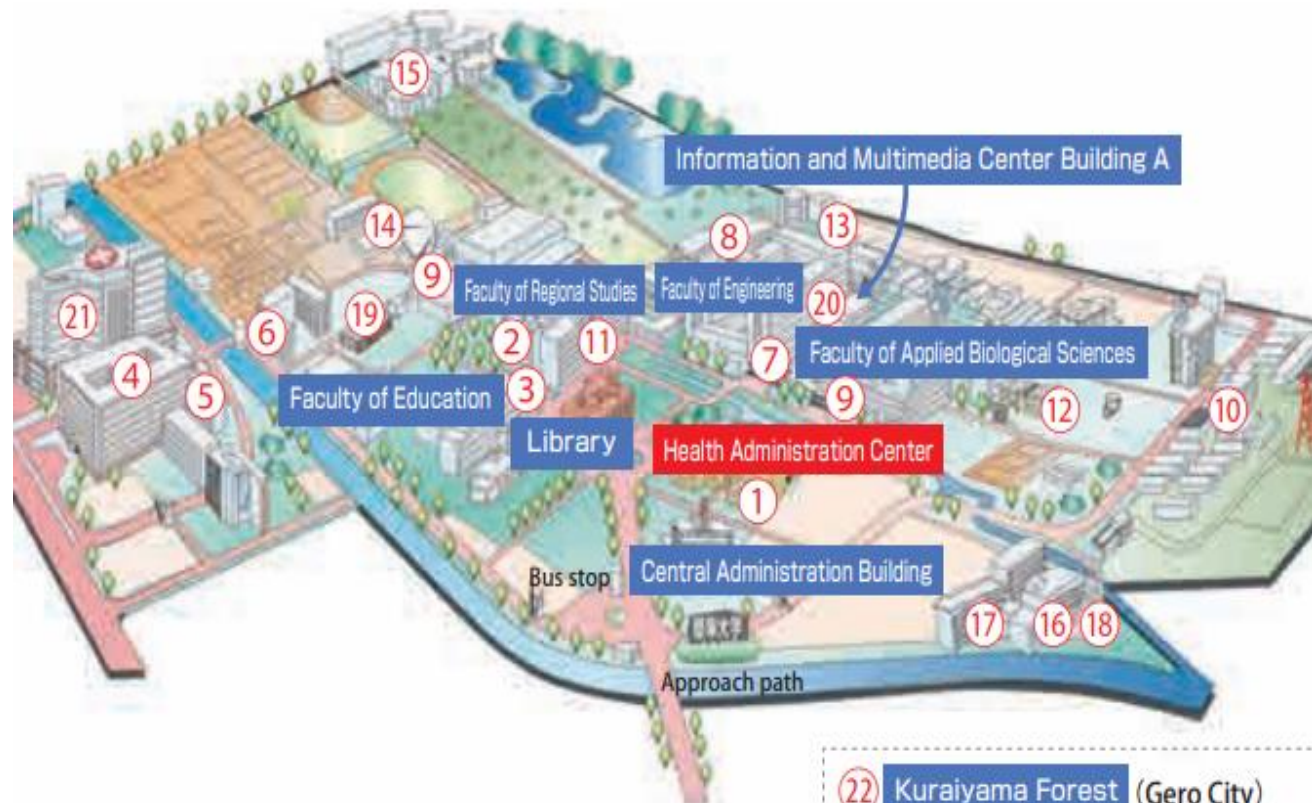 ⑮
Information and Multimedia Center Building A
⑭
⑧
⑬
⑨
Faculty of Regional Studies
Faculty of Engineering
㉑
⑥
⑲
②
⑪
⑳
⑦
Faculty of Applied Biological Sciences
④
⑤
Faculty of Education
③
⑨
⑫
⑩
Library
Health Administration Center
①
Bus stop
Central Administration Building
⑰
⑯
⑱
Approach path
㉒ Kuraiyama Forest (Gero City)